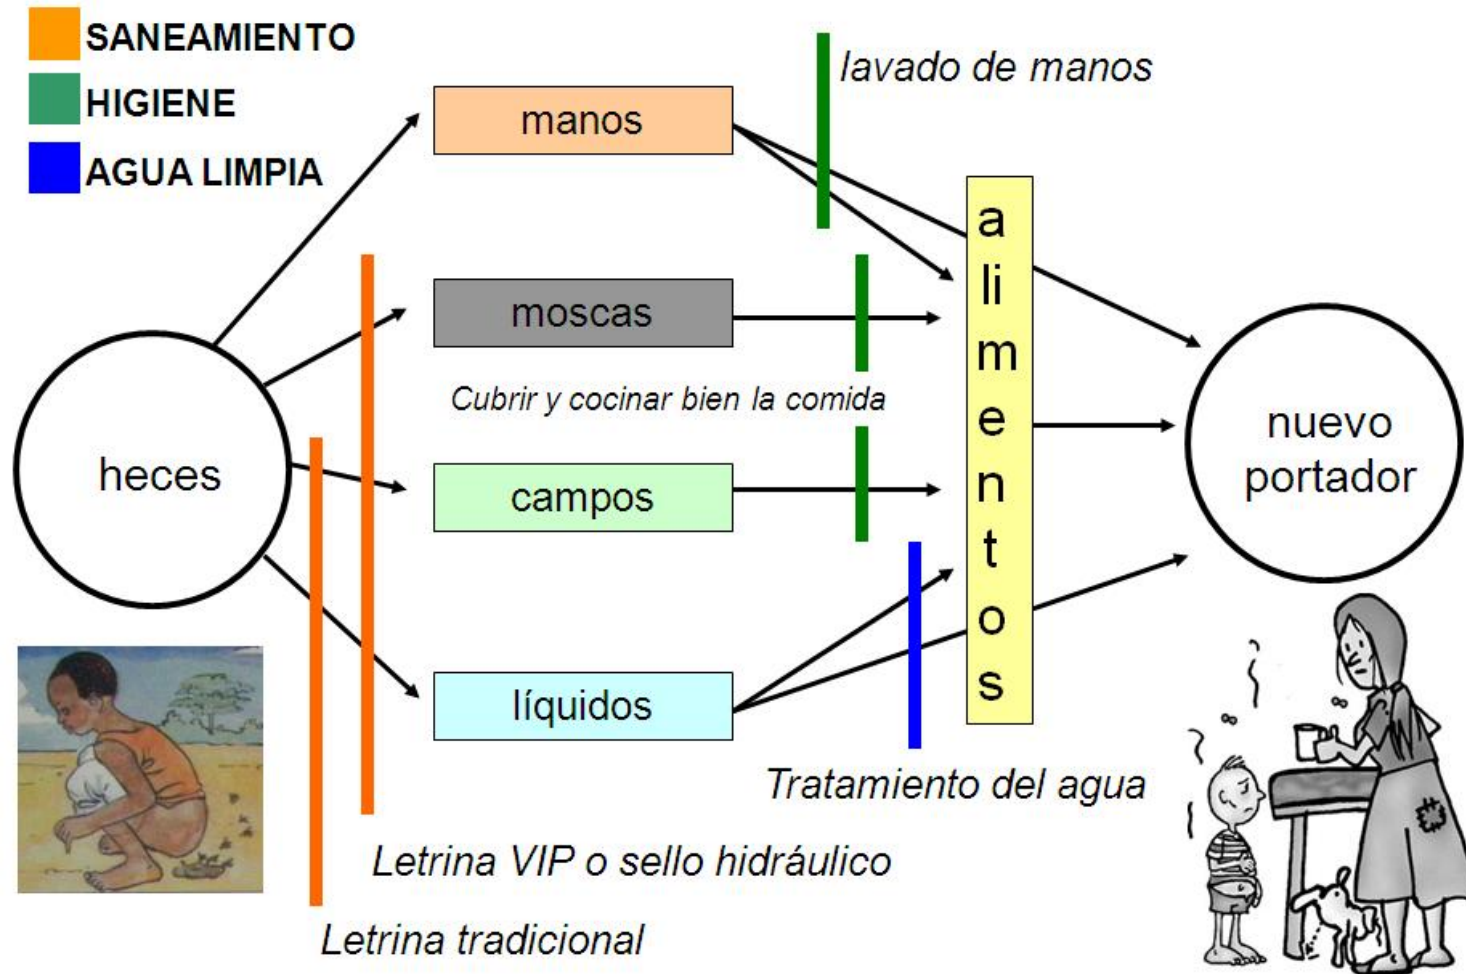 SANEAMIENTO
HIGIENE
AGUA LIMPIA
lavado de manos
manos
moscas
Cubrir y cocinar bien la comida
campos
líquidos
heces
alimentos
nuevo
portador
Tratamiento del agua
Letrina VIP o sello hidráulico
Letrina tradicional